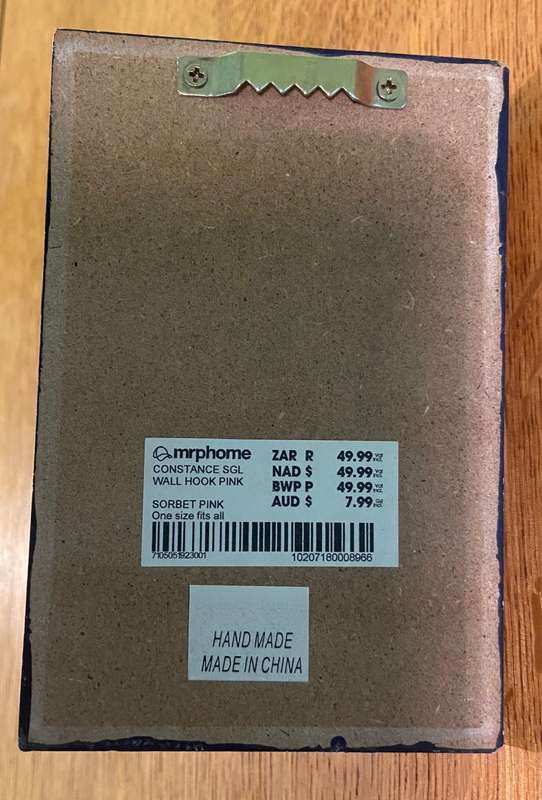 mrphome
CONSTANCE SGL
WALL HOOK PINK
SORBET PINK
One size fits all
ZAR R 49.99
NAD $ 49.99
BWP P 49.99
AUD $ 7.99
7105051923001
10207180008966
HAND MADE
MADE IN CHINA